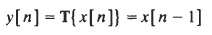 y[n] = T{x[n]} = x[n − 1]